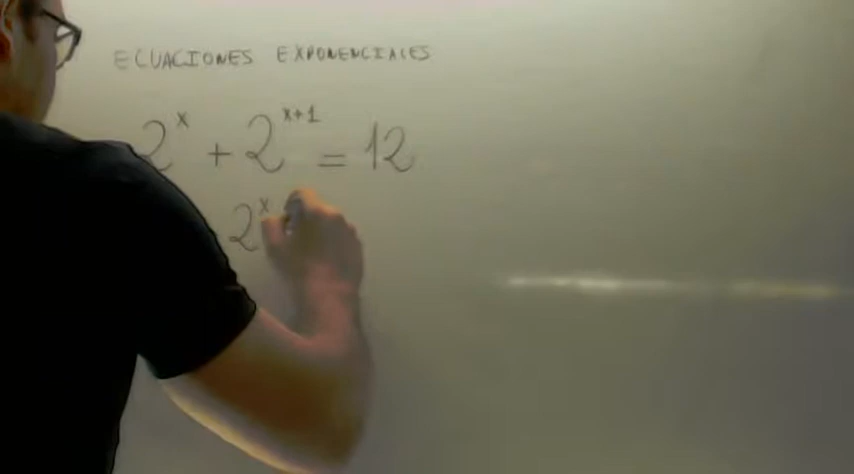 ECUACIONES EXPONENCIALES
2^x + 2^{x+1} = 12
2^x